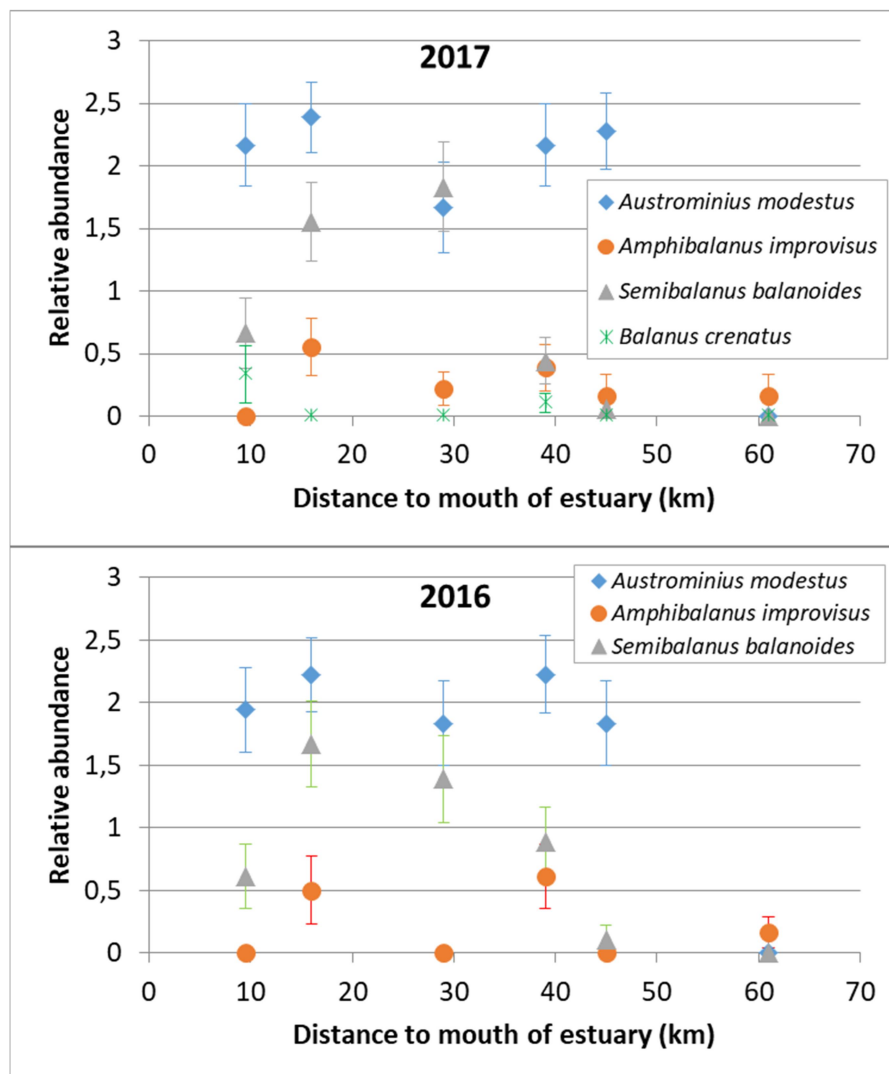 2017
3
2,5
2
1,5
1
0,5
0
Relative abundance
Austrominius modestus
Amphibalanus improvisus
Semibalanus balanoides
Balanus crenatus
0 10 20 30 40 50 60 70
Distance to mouth of estuary (km)
2016
3
2,5
2
1,5
1
0,5
0
Relative abundance
Austrominius modestus
Amphibalanus improvisus
Semibalanus balanoides
0 10 20 30 40 50 60 70
Distance to mouth of estuary (km)